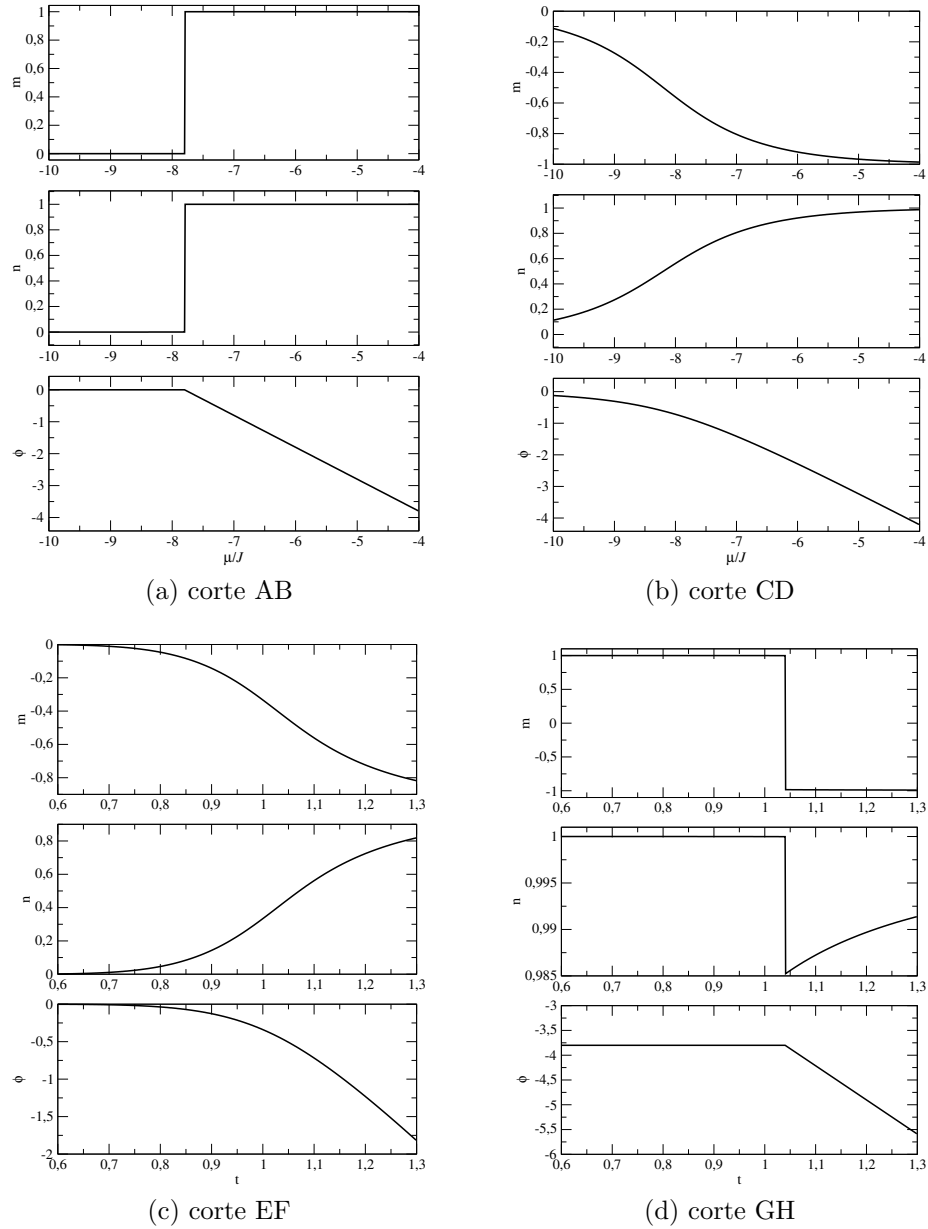 1
0,8
0,6
0,4
0,2
0
m
-10 -9 -8 -7 -6 -5 -4
1
0,8
0,6
0,4
0,2
0
n
-10 -9 -8 -7 -6 -5 -4
0
-1
-2
-3
-4
ϕ
-10 -9 -8 -7 -6 -5 -4
μ/J
(a) corte AB
0
-0,2
-0,4
-0,6
-0,8
-1
m
-10 -9 -8 -7 -6 -5 -4
1
0,8
0,6
0,4
0,2
0
n
-10 -9 -8 -7 -6 -5 -4
0
-1
-2
-3
-4
ϕ
-10 -9 -8 -7 -6 -5 -4
μ/J
(b) corte CD
0
-0,2
-0,4
-0,6
-0,8
m
0,6 0,7 0,8 0,9 1 1,1 1,2 1,3
0,8
0,6
0,4
0,2
0
n
0,6 0,7 0,8 0,9 1 1,1 1,2 1,3
0
-0,5
-1
-1,5
-2
ϕ
0,6 0,7 0,8 0,9 1 1,1 1,2 1,3
t
(c) corte EF
1
0,5
0
-0,5
-1
m
0,6 0,7 0,8 0,9 1 1,1 1,2 1,3
1
0,995
0,99
0,985
n
0,6 0,7 0,8 0,9 1 1,1 1,2 1,3
-3
-3,5
-4
-4,5
-5
-5,5
-6
ϕ
0,6 0,7 0,8 0,9 1 1,1 1,2 1,3
t
(d) corte GH